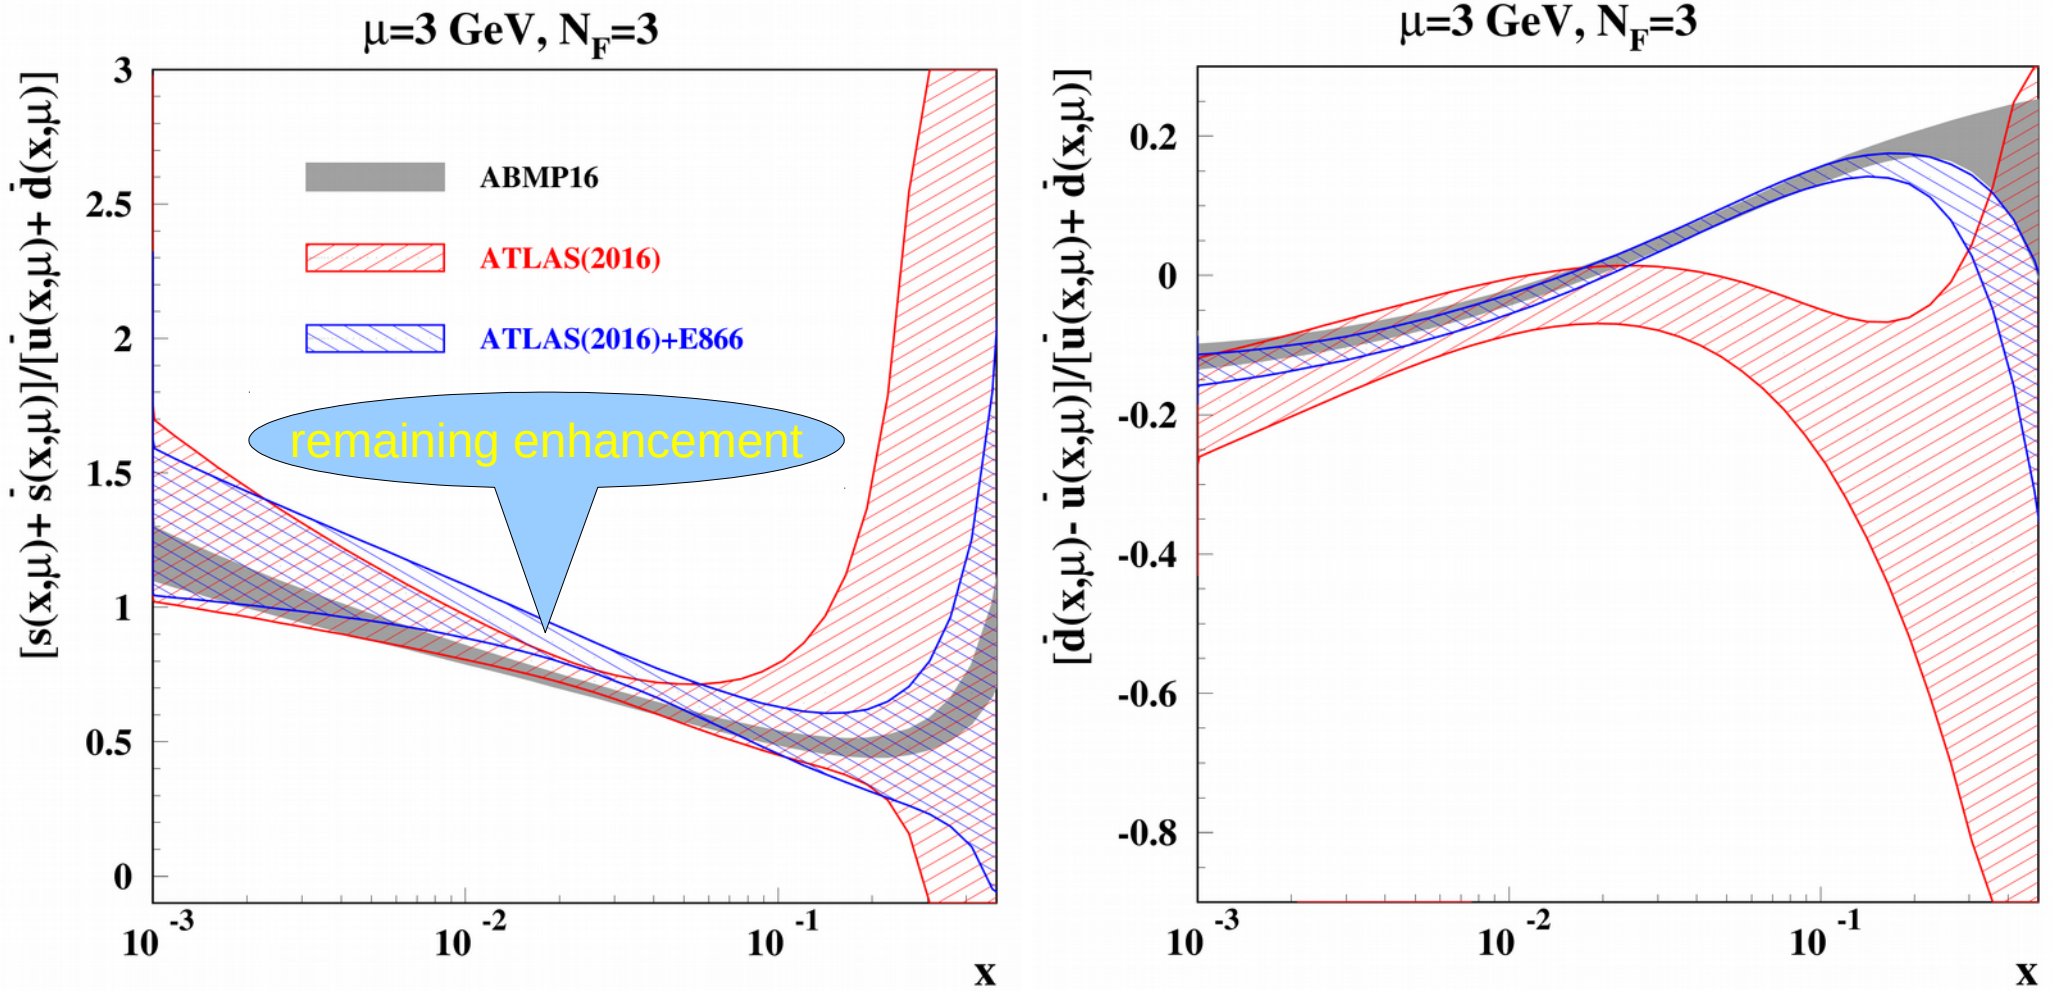 μ=3 GeV, N_F=3
[s(x,μ)+ s̄(x,μ)]/[ū(x,μ)+ d̄(x,μ)]
3
2.5
2
1.5
1
0.5
0
ABMP16
ATLAS(2016)
ATLAS(2016)+E866
remaining enhancement
10^-3
10^-2
10^-1
x
μ=3 GeV, N_F=3
[d̄(x,μ)- ū(x,μ)]/[ū(x,μ)+ d̄(x,μ)]
0.2
0
-0.2
-0.4
-0.6
-0.8
10^-3
10^-2
10^-1
x